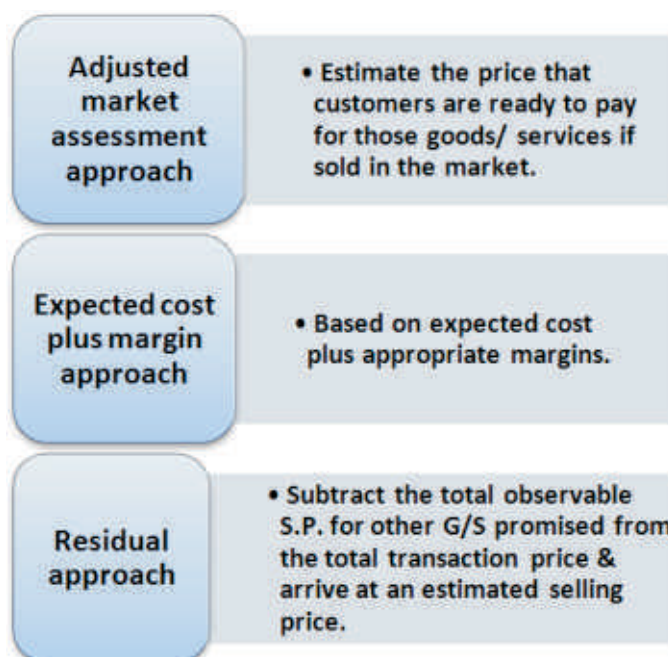 Adjusted
market
assessment
approach
• Estimate the price that
customers are ready to pay
for those goods/ services if
sold in the market.
Expected cost
plus margin
approach
• Based on expected cost
plus appropriate margins.
Residual
approach
• Subtract the total observable
S.P. for other G/S promised from
the total transaction price &
arrive at an estimated selling
price.